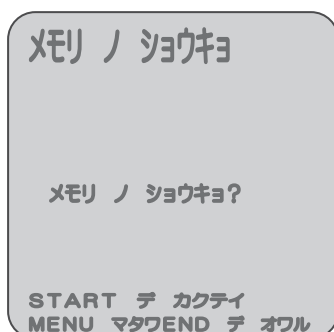 メモリ ノ ショウキョ
メモリ ノ ショウキョ?
START デ カクテイ
MENU マタワEND デ オワル